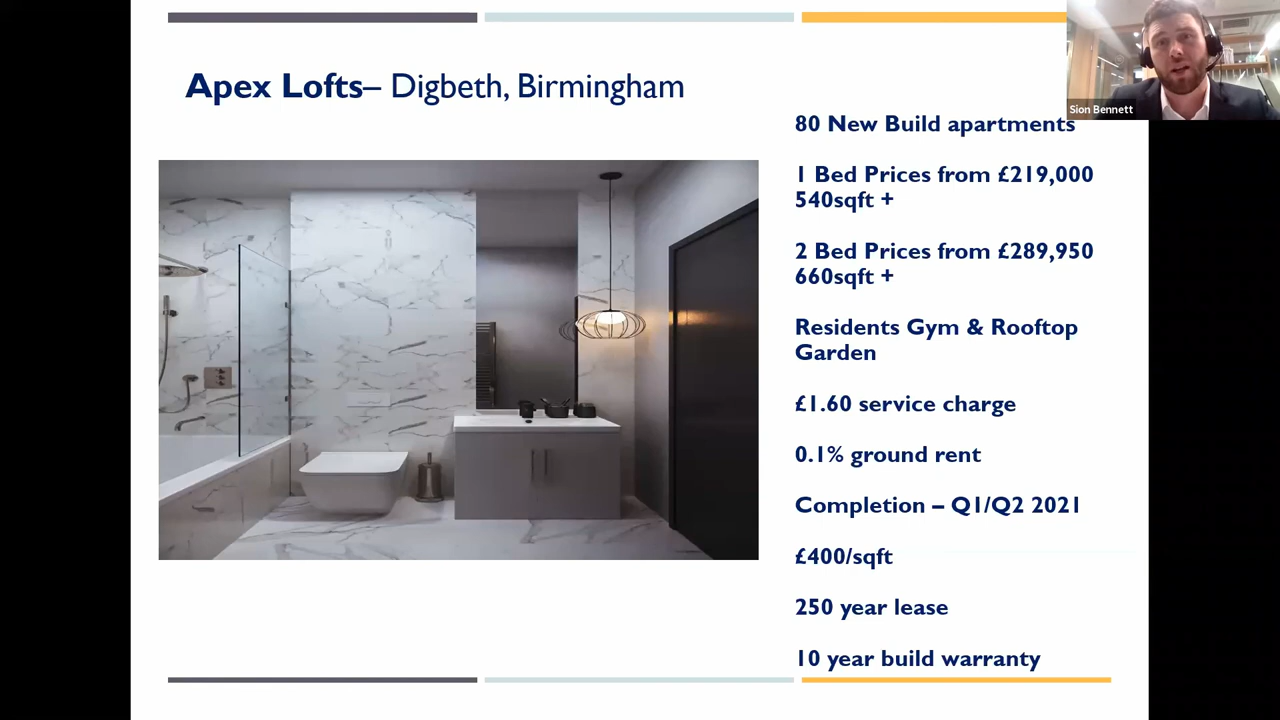 Apex Lofts– Digbeth, Birmingham
Sion Bennett
80 New Build apartments
1 Bed Prices from £219,000
540sqft +
2 Bed Prices from £289,950
660sqft +
Residents Gym & Rooftop
Garden
£1.60 service charge
0.1% ground rent
Completion – Q1/Q2 2021
£400/sqft
250 year lease
10 year build warranty